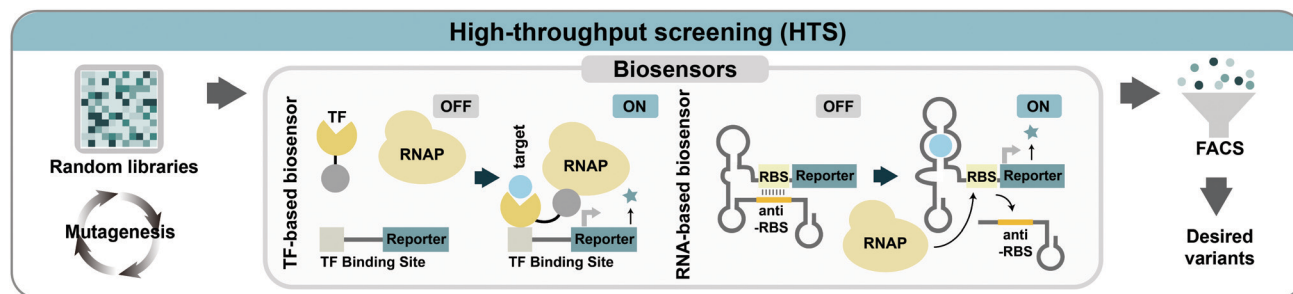 High-throughput screening (HTS)
Random libraries
Mutagenesis
Biosensors
TF-based biosensor
OFF
ON
TF
RNAP
target
RNAP
Reporter
TF Binding Site
Reporter
TF Binding Site
RNA-based biosensor
OFF
ON
RBS
Reporter
anti
-RBS
RNAP
RBS
Reporter
anti
-RBS
FACS
Desired
variants